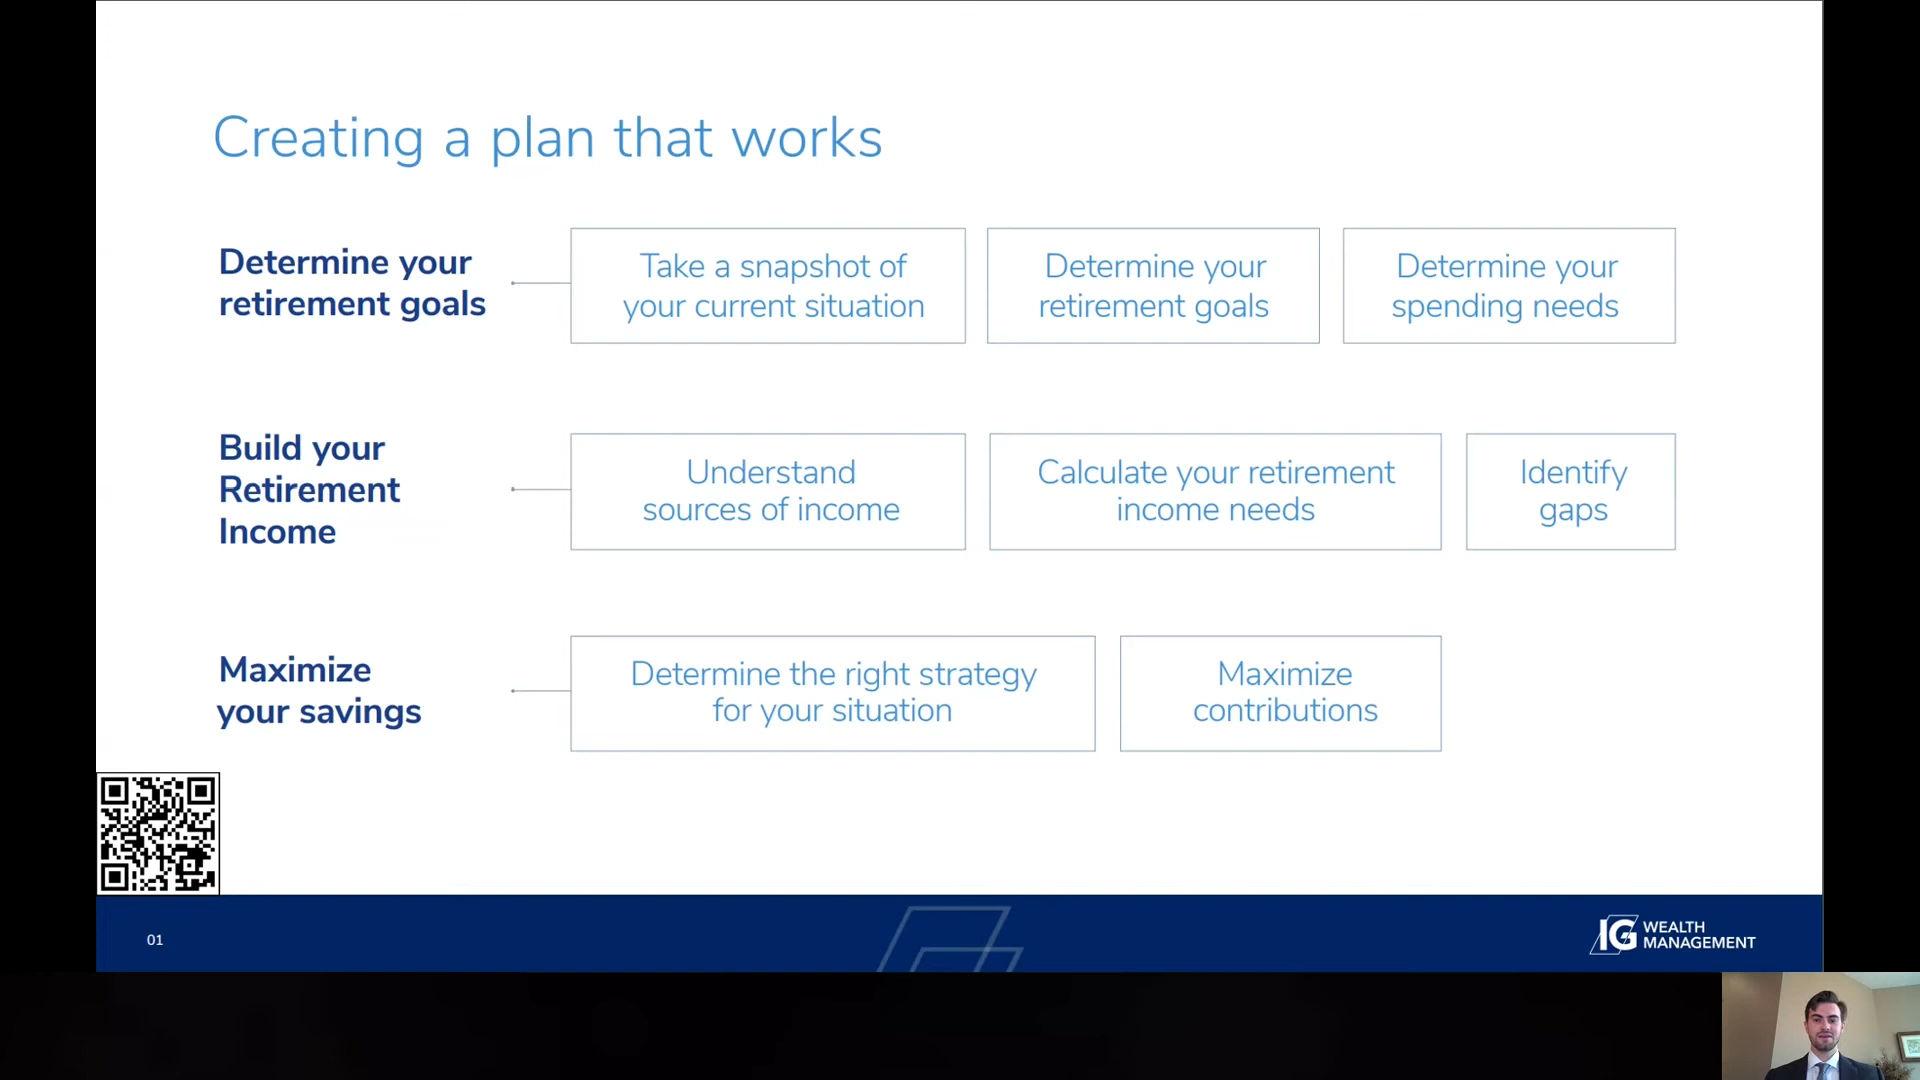 Creating a plan that works
Determine your
retirement goals
Take a snapshot of
your current situation
Determine your
retirement goals
Determine your
spending needs
Build your
Retirement
Income
Understand
sources of income
Calculate your retirement
income needs
Identify
gaps
Maximize
your savings
Determine the right strategy
for your situation
Maximize
contributions
01
IG WEALTH
MANAGEMENT